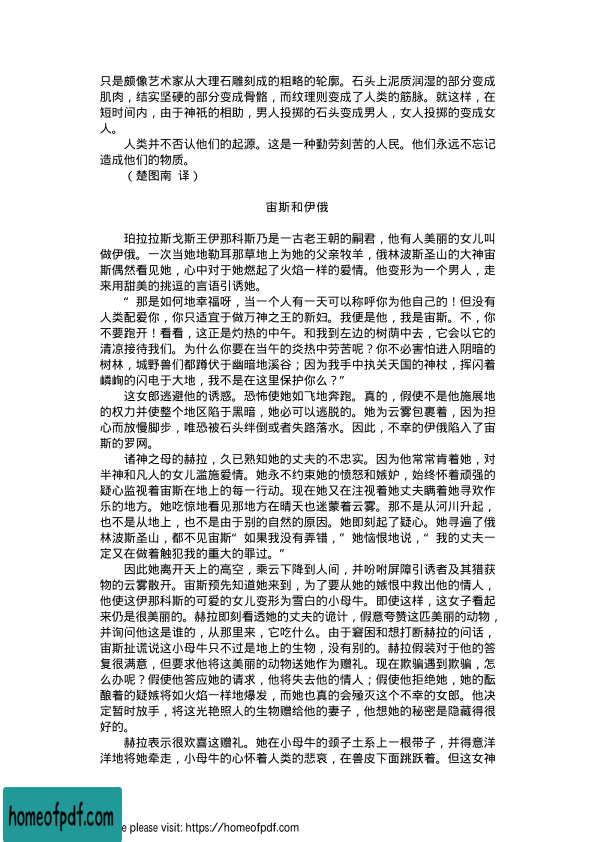 只是颇像艺术家从大理石雕刻成的粗略的轮廓。石头上泥质润湿的部分变成
肌肉，结实坚硬的部分变成骨骼，而纹理则变成了人类的筋脉。就这样，在
短时间内，由于神祇的相助，男人投掷的石头变成男人，女人投掷的变成女
人。
人类并不否认他们的起源。这是一种勤劳刻苦的人民。他们永远不忘记
造成他们的物质。
（楚图南 译）
宙斯和伊俄
珀拉拉斯戈斯王伊那科斯乃是一古老王朝的嗣君，他有人美丽的女儿叫
做伊俄。一次当她地勒耳那草地上为她的父亲牧羊，俄林波斯圣山的大神宙
斯偶然看见她，心中对于她燃起了火焰一样的爱情。他变形为一个男人，走
来用甜美的挑逗的言语引诱她。
“那是如何地幸福呀，当一个人有一天可以称呼你为他自己的！但没有
人类配爱你，你只适宜于做万神之王的新妇。我便是他，我是宙斯。不，你
不要跑开！看看，这正是灼热的中午。和我到左边的树荫中去，它会以它的
清凉接待我们。为什么你要在当午的炎热中劳苦呢？你不必害怕进入阴暗的
树林，城野兽们都蹲伏于幽暗地溪谷；因为我手中执关天国的神杖，挥闪着
嶙峋的闪电于大地，我不是在这里保护你么？”
这女郎逃避他的诱惑。恐怖使她如飞地奔跑。真的，假使不是他施展地
的权力并使整个地区陷于黑暗，她必可以逃脱的。她为云雾包裹着，因为担
心而放慢脚步，唯恐被石头绊倒或者失路落水。因此，不幸的伊俄陷入了宙
斯的罗网。
诸神之母的赫拉，久已熟知她的丈夫的不忠实。因为他常常肯着她，对
半神和凡人的女儿滥施爱情。她永不约束她的愤怒和嫉妒，始终怀着顽强的
疑心监视着宙斯在地上的每一行动。现在她又在注视着她丈夫瞒着她寻欢作
乐的地方。她吃惊地看见那地方在晴天也迷蒙着云雾。那不是从河川升起，
也不是从地上，也不是由于别的自然的原因。她即刻起了疑心。她寻遍了俄
林波斯圣山，都不见宙斯“如果我没有弄错，”她恼恨地说，“我的丈夫一
定又在做着触犯我的重大的罪过。”
因此她离开天上的高空，乘云下降到人间，并吩咐屏障引诱者及其猎获
物的云雾散开。宙斯预先知道她来到，为了要从她的嫉恨中救出他的情人，
他使这伊那科斯的可爱的女儿变形为雪白的小母牛。即使这样，这女子看起
来仍是很美丽的。赫拉即刻看透她的丈夫的诡计，假意夸赞这匹美丽的动物，
并询问他这是谁的，从那里来，它吃什么。由于窘困和想打断赫拉的问话，
宙斯扯谎说这小母牛只不过是地上的生物，没有别的。赫拉假装对于他的答
复很满意，但要求他将这美丽的动物送她作为赠礼。现在欺骗遇到欺骗，怎
么办呢？假使他答应她的请求，他将失去他的情人；假使他拒绝她，她的酝
酿着的疑嫉将如火焰一样地爆发，而她也真的会殛灭这个不幸的女郎。他决
定暂时放手，将这光艳照人的生物赠给他的妻子，他想她的秘密是隐藏得很
好的。
赫拉表示很欢喜这赠礼。她在小母牛的颈子土系上一根带子，并得意洋
洋地将她牵走，小母牛的心怀着人类的悲哀，在兽皮下面跳跃着。但这女神
homeofpdf.com
e please visit: https://homeofpdf.com